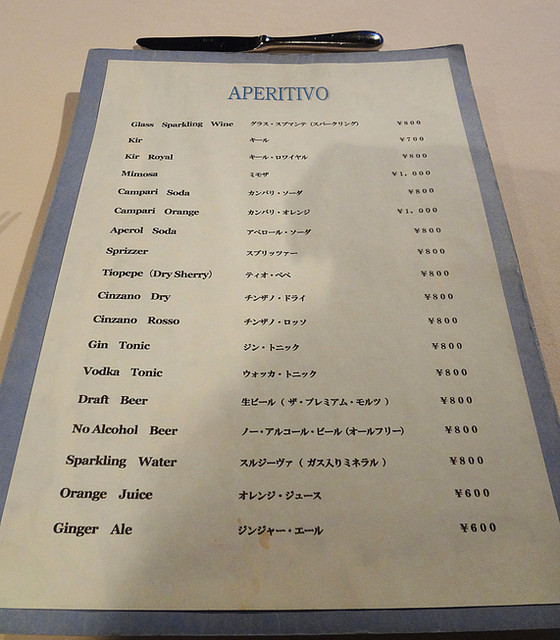 APERITIVO
Glass Sparkling Wine グラス・スプマンテ (スパークリング) ¥800
Kir キール ¥700
Kir Royal キール・ロワイヤル ¥800
Mimosa ミモザ ¥1,000
Campari Soda カンパリ・ソーダ ¥800
Campari Orange カンパリ・オレンジ ¥1,000
Aperol Soda アペロール・ソーダ ¥800
Sprizzer スプリッツァー ¥800
Tiopepe (Dry Sherry) ティオ・ペペ ¥800
Cinzano Dry チンザノ・ドライ ¥800
Cinzano Rosso チンザノ・ロッソ ¥800
Gin Tonic ジン・トニック ¥800
Vodka Tonic ウォッカ・トニック ¥800
Draft Beer 生ビール ( ザ・プレミアム・モルツ ) ¥800
No Alcohol Beer ノー・アルコール・ビール (オールフリー) ¥800
Sparkling Water スルジーヴァ ( ガス入りミネラル ) ¥800
Orange Juice オレンジ・ジュース ¥600
Ginger Ale ジンジャー・エール ¥600